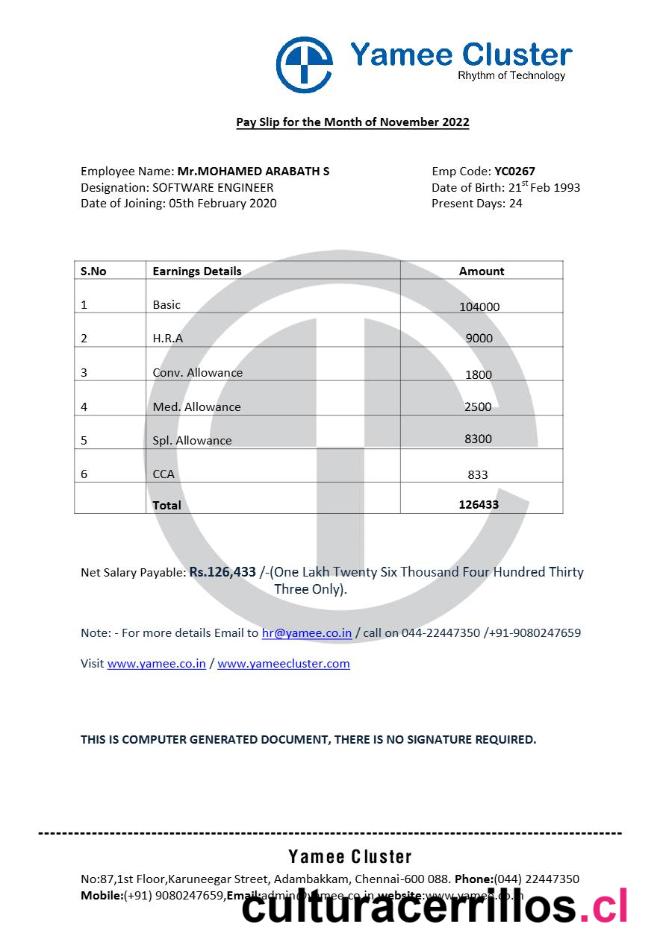 Yamee Cluster
Rhythm of Technology
Pay Slip for the Month of November 2022
Employee Name: Mr.MOHAMED ARABATH S Emp Code: YC0267
Designation: SOFTWARE ENGINEER Date of Birth: 21st Feb 1993
Date of Joining: 05th February 2020 Present Days: 24
S.No Earnings Details Amount
1 Basic 104000
2 H.R.A 9000
3 Conv. Allowance 1800
4 Med. Allowance 2500
5 Spl. Allowance 8300
6 CCA 833
Total 126433
Net Salary Payable: Rs.126,433 /-(One Lakh Twenty Six Thousand Four Hundred Thirty
Three Only).
Note: - For more details Email to hr@yamee.co.in / call on 044-22447350 /+91-9080247659
Visit www.yamee.co.in / www.yameecluster.com
THIS IS COMPUTER GENERATED DOCUMENT, THERE IS NO SIGNATURE REQUIRED.
Yamee Cluster
No:87,1st Floor,Karuneegar Street, Adambakkam, Chennai-600 088. Phone:(044) 22447350
Mobile:(+91) 9080247659,Email:admin@yamee.co.in website:www.yamee.co.in
culturacerrillos.cl